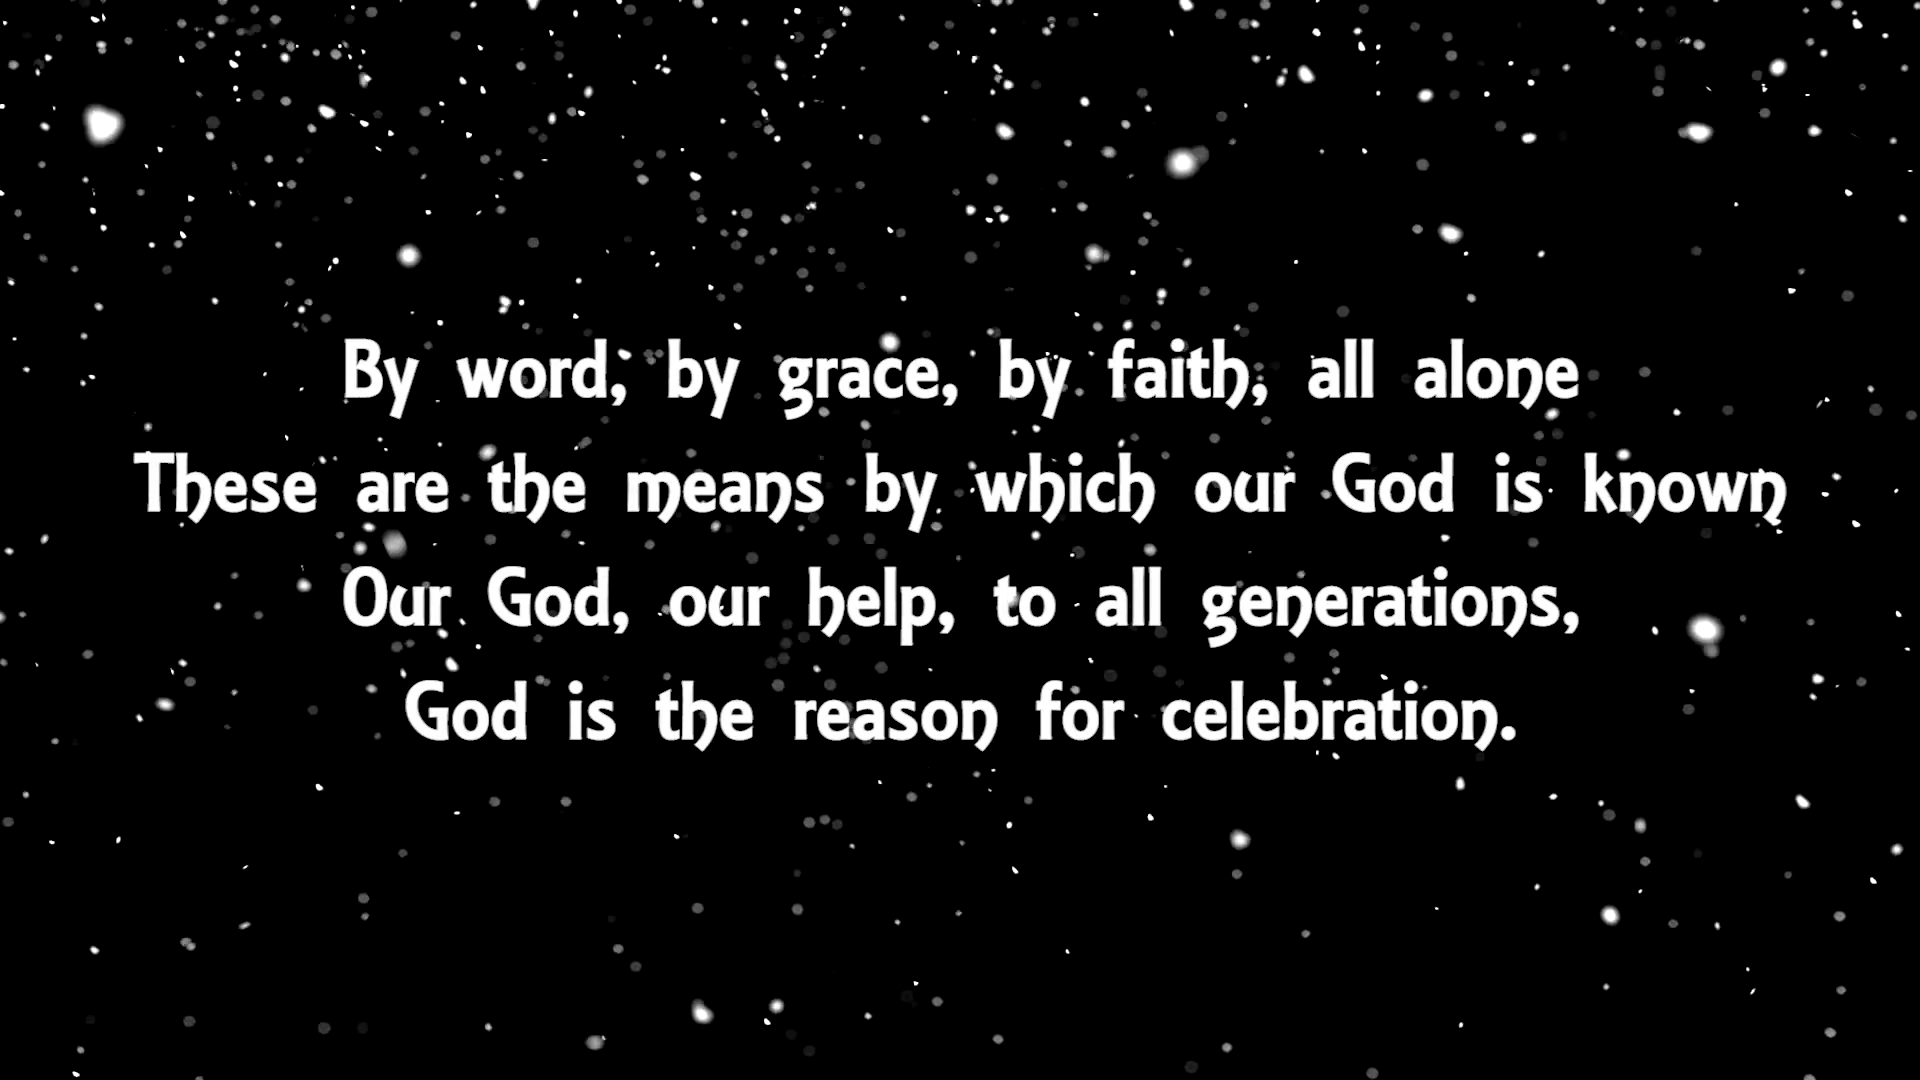 By word, by grace, by faith, all alone
These are the means by which our God is known
Our God, our help, to all generations,
God is the reason for celebration.